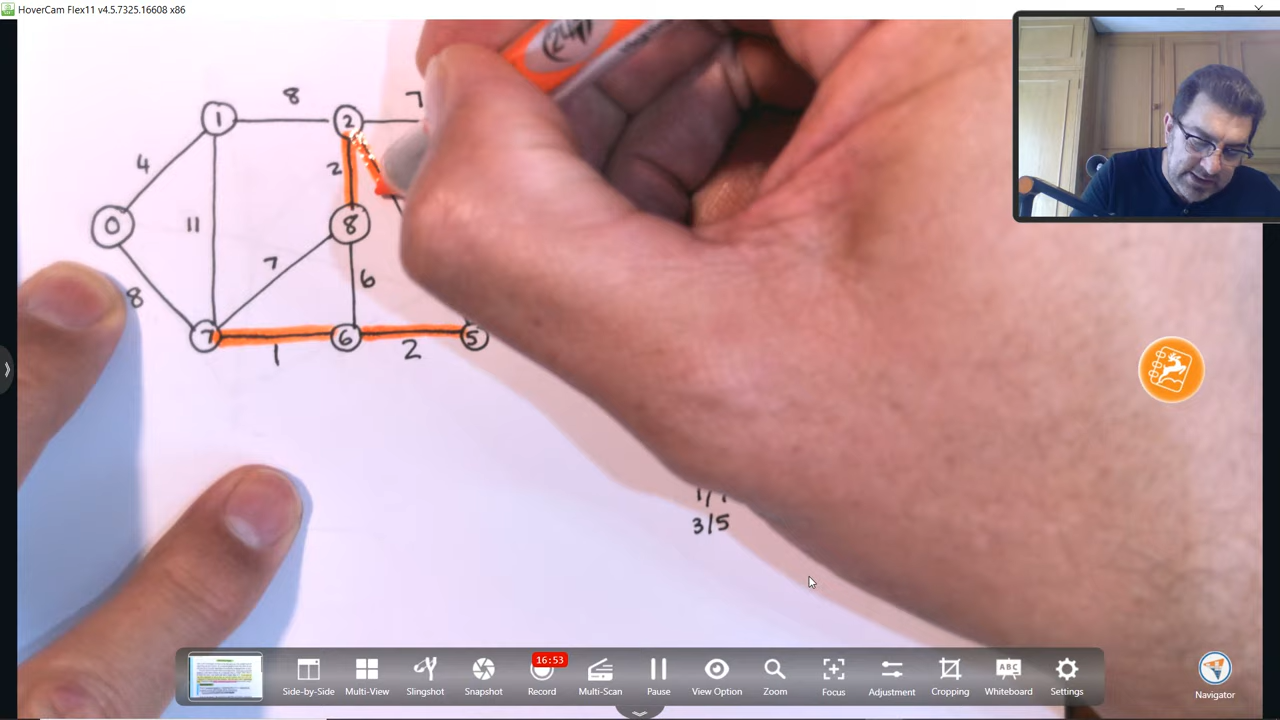 HoverCam Flex11 v4.5.7325.16608 x86
(24P)
8
7
1
2
4
2
11
0
8
7
6
8
7
6
5
1
2
3/5
16:53
Side-by-Side
Multi-View
Slingshot
Snapshot
Record
Multi-Scan
Pause
View Option
Zoom
Focus
Adjustment
Cropping
ABC
Whiteboard
Settings
Navigator